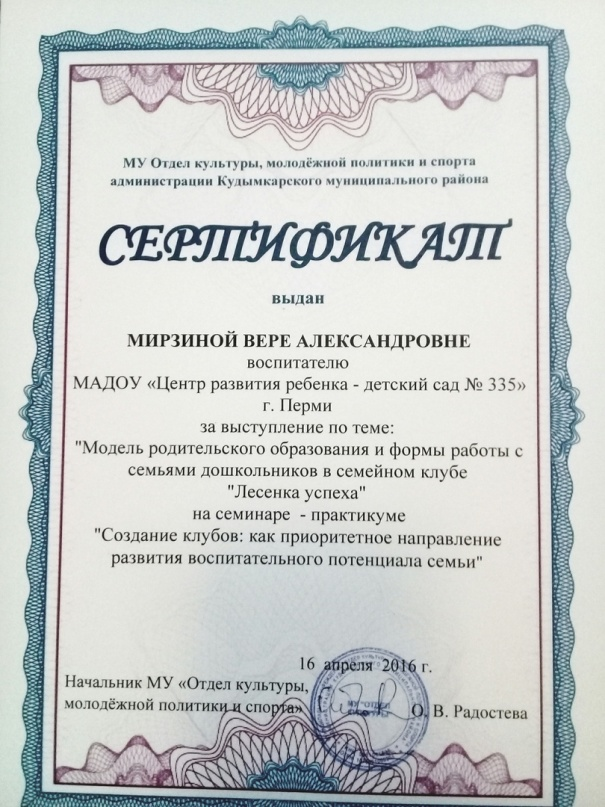 МУ Отдел культуры, молодёжной политики и спорта
администрации Кудымкарского муниципального района
СЕРТИФИКАТ
выдан
МИРЗИНОЙ ВЕРЕ АЛЕКСАНДРОВНЕ
воспитателю
МАДОУ «Центр развития ребенка - детский сад № 335»
г. Перми
за выступление по теме:
"Модель родительского образования и формы работы с
семьями дошкольников в семейном клубе
"Лесенка успеха"
на семинаре - практикуме
"Создание клубов: как приоритетное направление
развития воспитательного потенциала семьи"
16 апреля 2016 г.
Начальник МУ «Отдел культуры,
молодёжной политики и спорта»
О. В. Радостева
МУ "ОТДЕЛ
КУЛЬТУРЫ